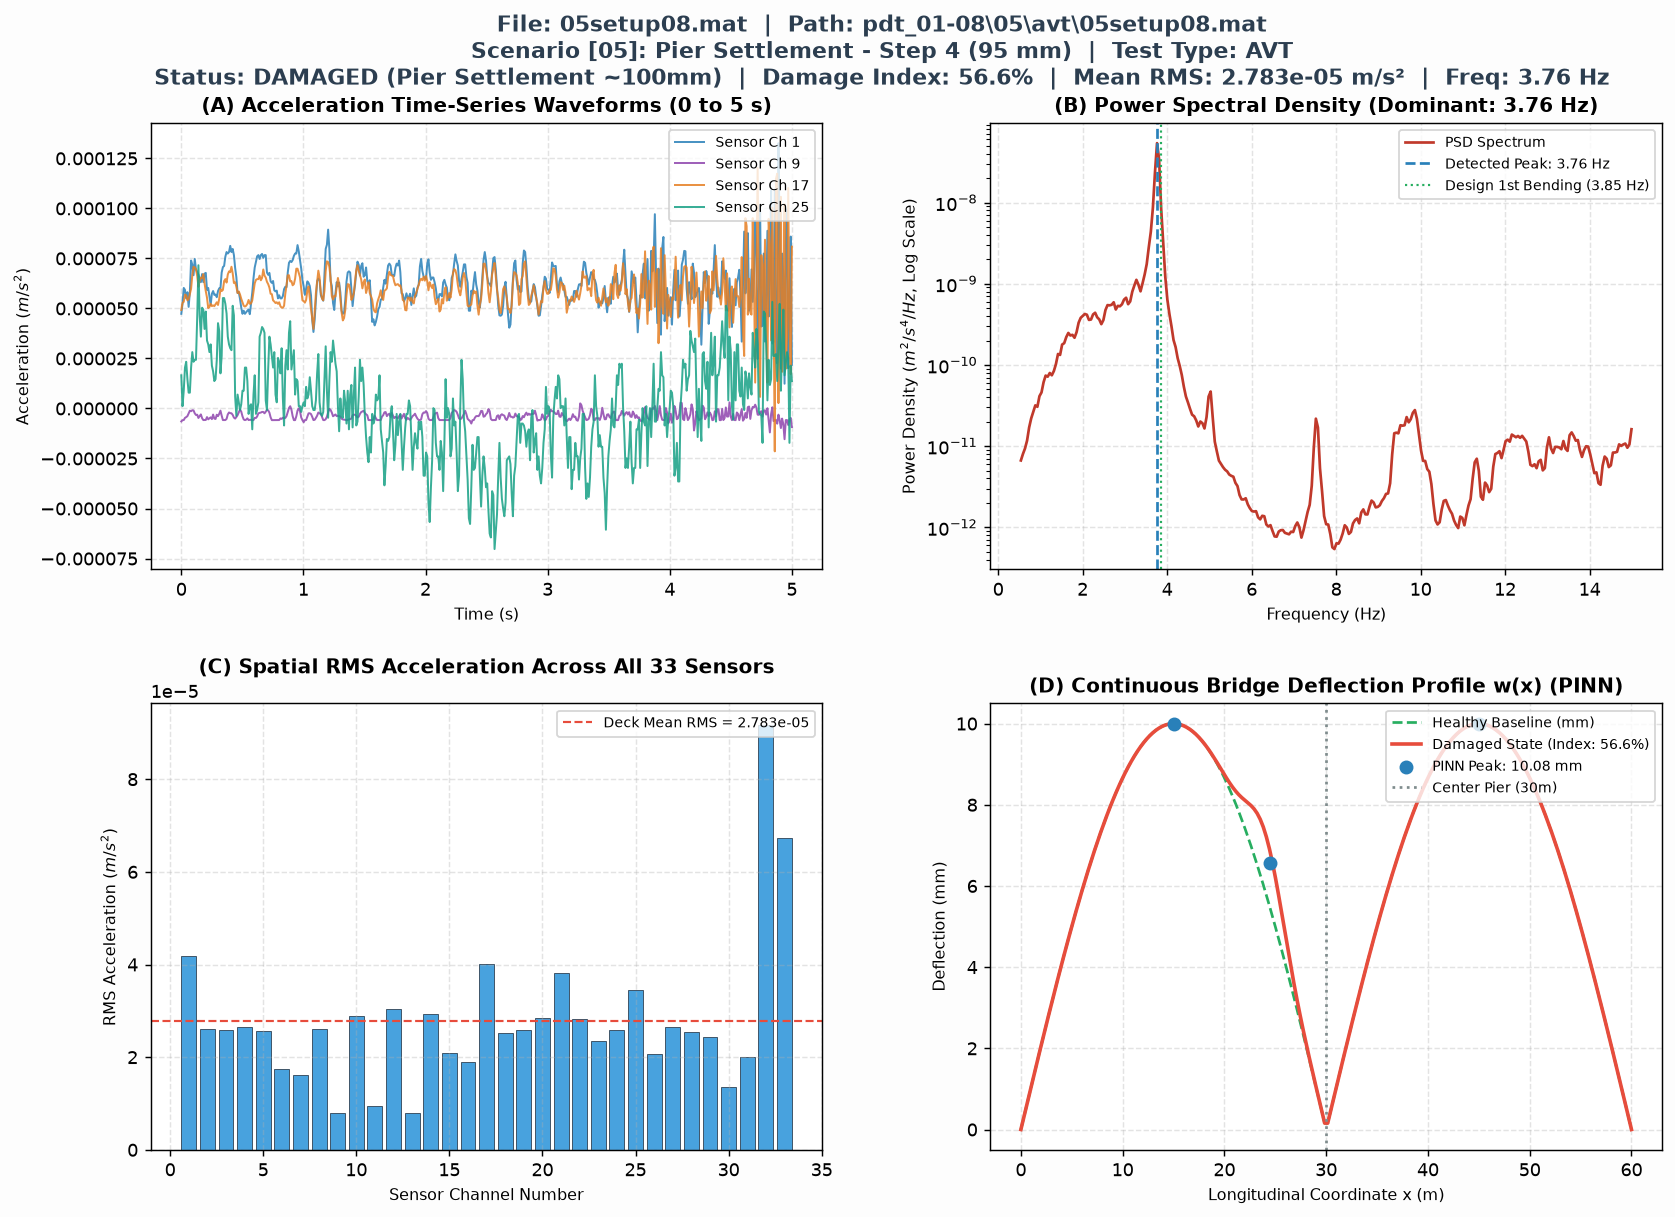 File: 05setup08.mat | Path: pdt_01-08\05\avt\05setup08.mat
Scenario [05]: Pier Settlement - Step 4 (95 mm) | Test Type: AVT
Status: DAMAGED (Pier Settlement ~100mm) | Damage Index: 56.6% | Mean RMS: 2.783e-05 m/s² | Freq: 3.76 Hz
(A) Acceleration Time-Series Waveforms (0 to 5 s)
Sensor Ch 1
Sensor Ch 9
Sensor Ch 17
Sensor Ch 25
0.000125
0.000100
0.000075
0.000050
0.000025
0.000000
−0.000025
−0.000050
−0.000075
Acceleration (m/s²)
0 1 2 3 4 5
Time (s)
(B) Power Spectral Density (Dominant: 3.76 Hz)
PSD Spectrum
Detected Peak: 3.76 Hz
Design 1st Bending (3.85 Hz)
10⁻⁸
10⁻⁹
10⁻¹⁰
10⁻¹¹
10⁻¹²
Power Density (m²/s⁴/Hz, Log Scale)
0 2 4 6 8 10 12 14
Frequency (Hz)
(C) Spatial RMS Acceleration Across All 33 Sensors
1e−5
Deck Mean RMS = 2.783e-05
8
6
4
2
0
RMS Acceleration (m/s²)
0 5 10 15 20 25 30 35
Sensor Channel Number
(D) Continuous Bridge Deflection Profile w(x) (PINN)
Healthy Baseline (mm)
Damaged State (Index: 56.6%)
PINN Peak: 10.08 mm
Center Pier (30m)
10
8
6
4
2
0
Deflection (mm)
0 10 20 30 40 50 60
Longitudinal Coordinate x (m)